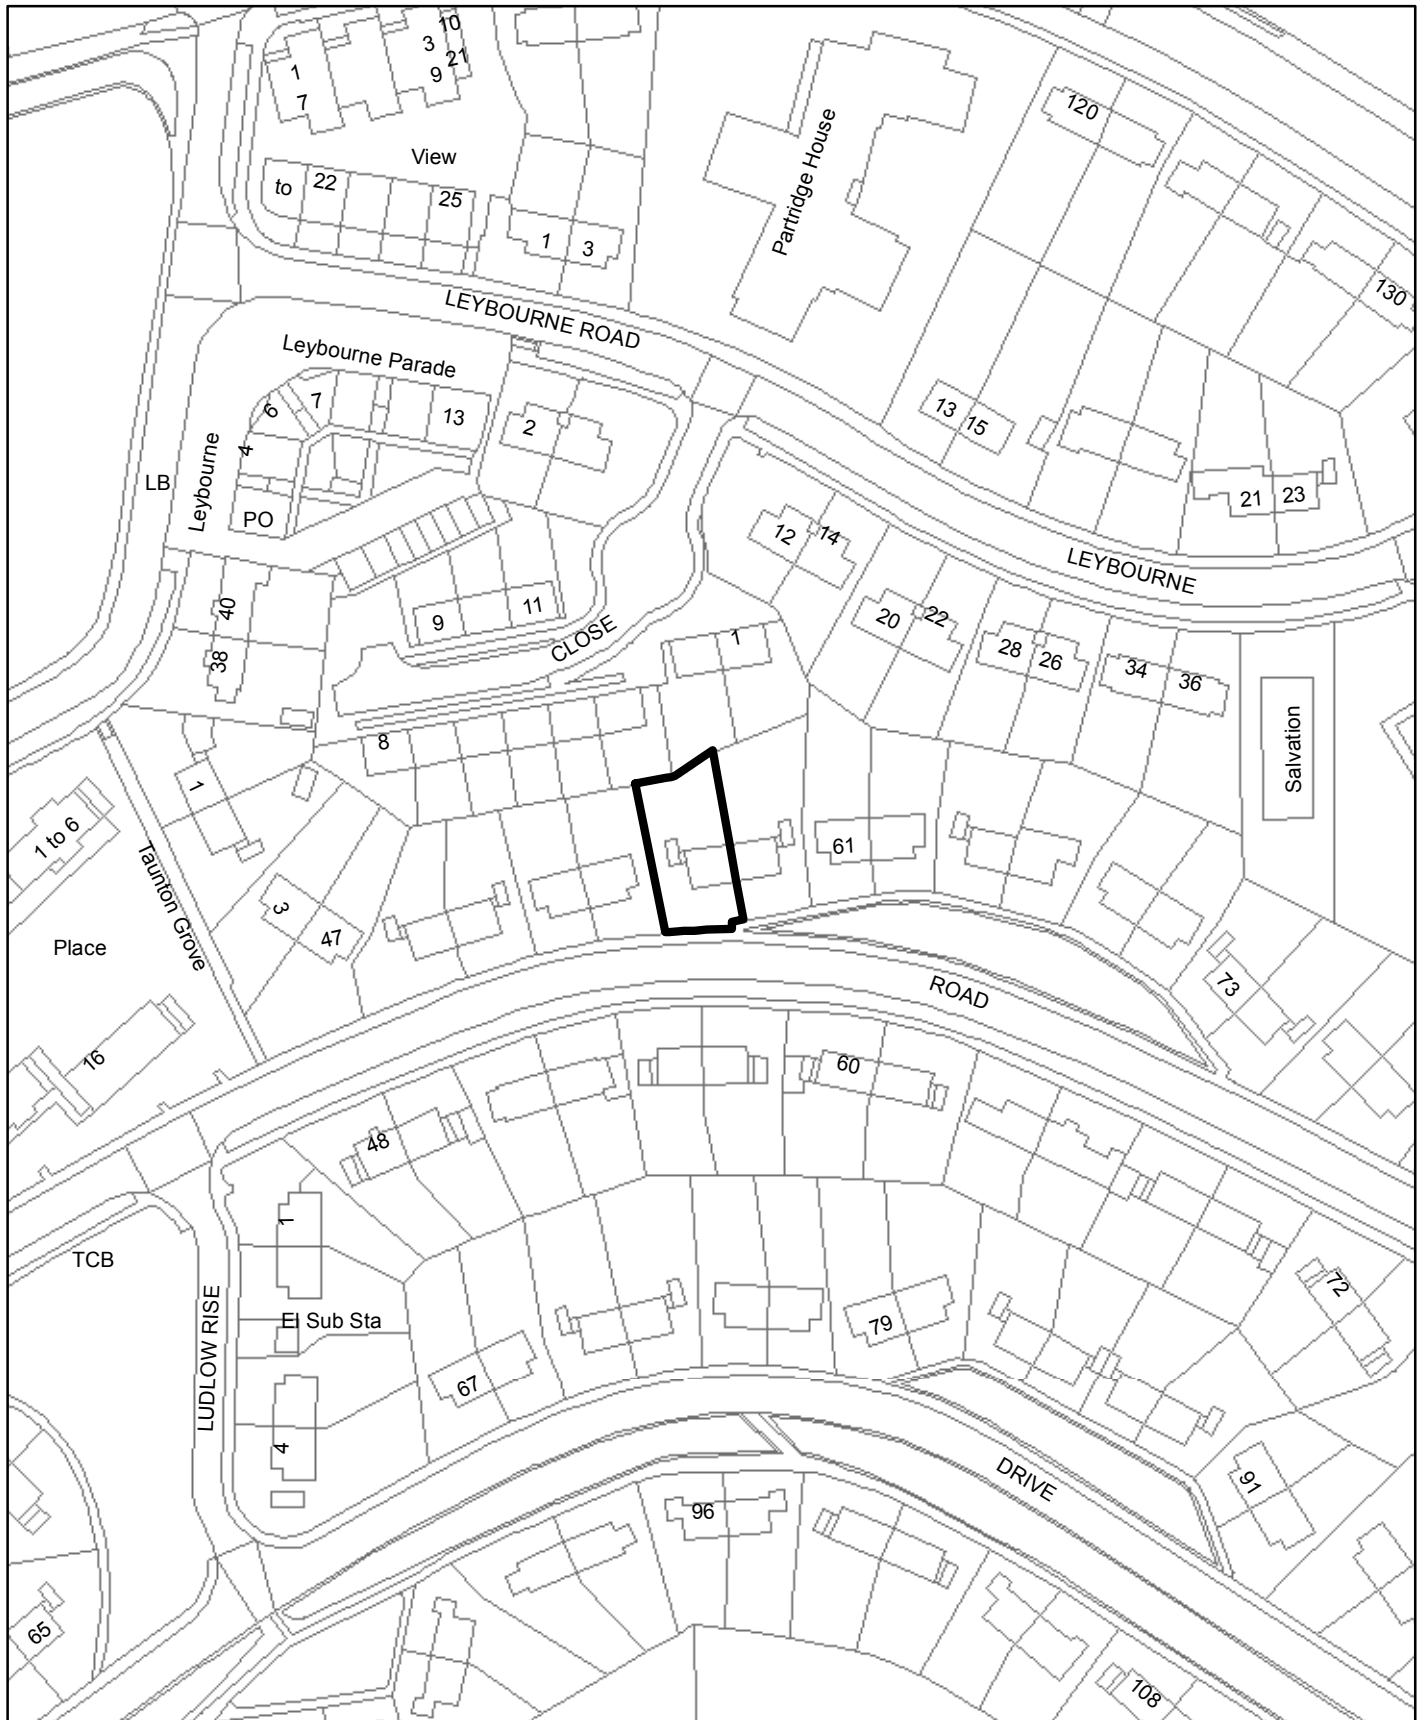 10
3
21
9
1
7
View
to
22
25
1
3
Partridge House
120
130
LEYBOURNE ROAD
Leybourne Parade
6
7
13
4
2
Leybourne
LB
PO
13
15
21
23
12
14
LEYBOURNE
40
38
9
11
CLOSE
1
20
22
28
26
34
36
Salvation
8
1
1 to 6
Taunton Grove
61
3
47
Place
73
ROAD
16
60
48
1
TCB
LUDLOW RISE
El Sub Sta
72
79
67
4
DRIVE
91
96
65
108